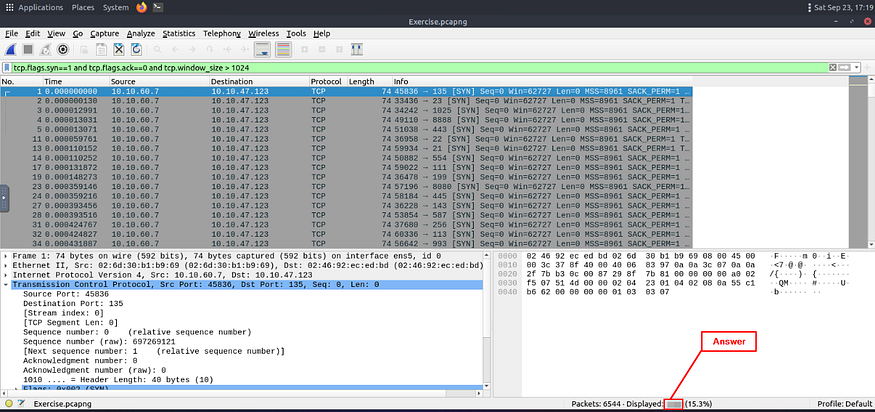 Applications Places System Sat Sep 23, 17:19
Exercise.pcapng
File Edit View Go Capture Analyze Statistics Telephony Wireless Tools Help
tcp.flags.syn==1 and tcp.flags.ack==0 and tcp.window_size > 1024
No. Time Source Destination Protocol Length Info
1 0.000000000 10.10.60.7 10.10.47.123 TCP 74 45836 → 135 [SYN] Seq=0 Win=62727 Len=0 MSS=8961 SACK_PERM=1 …
2 0.000000130 10.10.60.7 10.10.47.123 TCP 74 33436 → 23 [SYN] Seq=0 Win=62727 Len=0 MSS=8961 SACK_PERM=1 T…
3 0.000012991 10.10.60.7 10.10.47.123 TCP 74 34242 → 1025 [SYN] Seq=0 Win=62727 Len=0 MSS=8961 SACK_PERM=1 …
4 0.000013031 10.10.60.7 10.10.47.123 TCP 74 49110 → 8888 [SYN] Seq=0 Win=62727 Len=0 MSS=8961 SACK_PERM=1 …
5 0.000013071 10.10.60.7 10.10.47.123 TCP 74 51038 → 443 [SYN] Seq=0 Win=62727 Len=0 MSS=8961 SACK_PERM=1 …
11 0.000059761 10.10.60.7 10.10.47.123 TCP 74 36958 → 22 [SYN] Seq=0 Win=62727 Len=0 MSS=8961 SACK_PERM=1 …
13 0.000110152 10.10.60.7 10.10.47.123 TCP 74 59934 → 21 [SYN] Seq=0 Win=62727 Len=0 MSS=8961 SACK_PERM=1 …
14 0.000110252 10.10.60.7 10.10.47.123 TCP 74 50882 → 554 [SYN] Seq=0 Win=62727 Len=0 MSS=8961 SACK_PERM=1 …
17 0.000131872 10.10.60.7 10.10.47.123 TCP 74 59022 → 111 [SYN] Seq=0 Win=62727 Len=0 MSS=8961 SACK_PERM=1 …
19 0.000148273 10.10.60.7 10.10.47.123 TCP 74 36478 → 199 [SYN] Seq=0 Win=62727 Len=0 MSS=8961 SACK_PERM=1 …
23 0.000359146 10.10.60.7 10.10.47.123 TCP 74 57196 → 8080 [SYN] Seq=0 Win=62727 Len=0 MSS=8961 SACK_PERM=1 …
24 0.000359216 10.10.60.7 10.10.47.123 TCP 74 58184 → 445 [SYN] Seq=0 Win=62727 Len=0 MSS=8961 SACK_PERM=1 …
27 0.000393456 10.10.60.7 10.10.47.123 TCP 74 36228 → 143 [SYN] Seq=0 Win=62727 Len=0 MSS=8961 SACK_PERM=1 …
28 0.000393516 10.10.60.7 10.10.47.123 TCP 74 53854 → 587 [SYN] Seq=0 Win=62727 Len=0 MSS=8961 SACK_PERM=1 …
31 0.000424767 10.10.60.7 10.10.47.123 TCP 74 37680 → 256 [SYN] Seq=0 Win=62727 Len=0 MSS=8961 SACK_PERM=1 …
32 0.000424817 10.10.60.7 10.10.47.123 TCP 74 60336 → 113 [SYN] Seq=0 Win=62727 Len=0 MSS=8961 SACK_PERM=1 …
34 0.000431887 10.10.60.7 10.10.47.123 TCP 74 56642 → 993 [SYN] Seq=0 Win=62727 Len=0 MSS=8961 SACK_PERM=1 …
Frame 1: 74 bytes on wire (592 bits), 74 bytes captured (592 bits) on interface ens5, id 0
Ethernet II, Src: 02:6d:30:b1:b9:69 (02:6d:30:b1:b9:69), Dst: 02:46:92:ec:ed:bd (02:46:92:ec:ed:bd)
Internet Protocol Version 4, Src: 10.10.60.7, Dst: 10.10.47.123
Transmission Control Protocol, Src Port: 45836, Dst Port: 135, Seq: 0, Len: 0
Source Port: 45836
Destination Port: 135
[Stream index: 0]
[TCP Segment Len: 0]
Sequence number: 0 (relative sequence number)
Sequence number (raw): 697269121
[Next sequence number: 1 (relative sequence number)]
Acknowledgment number: 0
Acknowledgment number (raw): 0
1010 .... = Header Length: 40 bytes (10)
Flags: 0x002 (SYN)
0000 02 46 92 ec ed bd 02 6d 30 b1 b9 69 08 00 45 00 ·F·····m 0··i··E·
0010 00 3c 37 8f 40 00 40 06 83 97 0a 0a 3c 07 0a 0a ·<7·@·@· ····<···
0020 2f 7b b3 0c 00 87 29 8f 7b 81 00 00 00 00 a0 02 /{····)· {·······
0030 f5 07 51 4d 00 00 02 04 23 01 04 02 08 0a 55 c1 ··QM···· #·····U·
0040 b6 62 00 00 00 00 01 03 03 07 ·b········
Answer
Exercise.pcapng Packets: 6544 · Displayed: (15.3%) Profile: Default